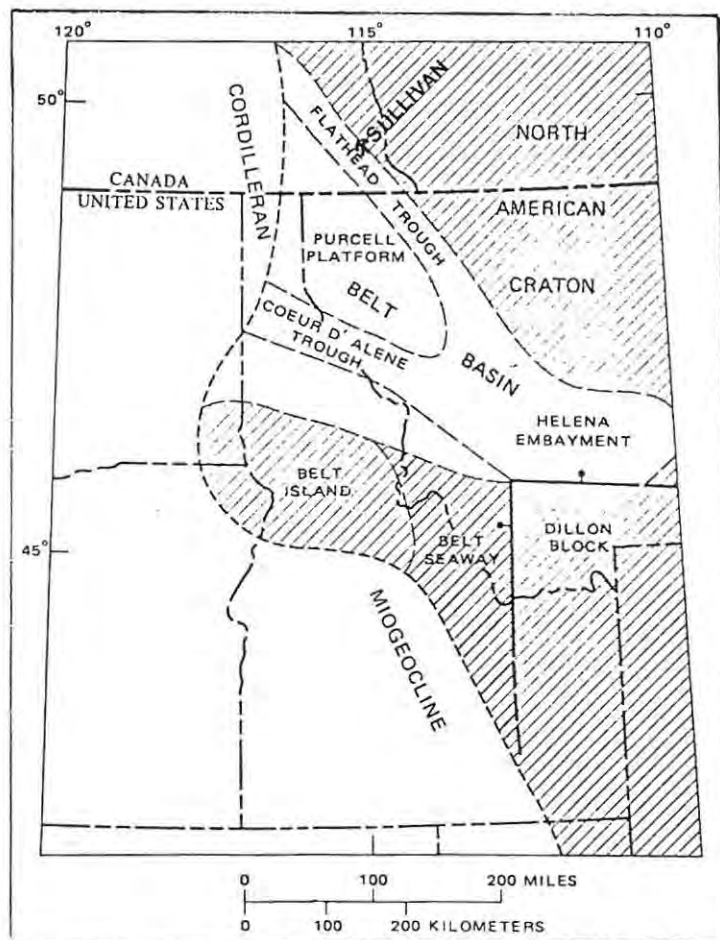 120°
115°
110°
50°
CORDILLERAN
FLATHEAD TROUGH
SULLIVAN
NORTH
AMERICAN
CRATON
CANADA
UNITED STATES
PURCELL
PLATFORM
BELT
BASIN
COEUR D' ALENE
TROUGH
HELENA
EMBAYMENT
BELT
ISLAND
BELT
SEAWAY
DILLON
BLOCK
45°
MIOGEOCLINE
0 100 200 MILES
0 100 200 KILOMETERS